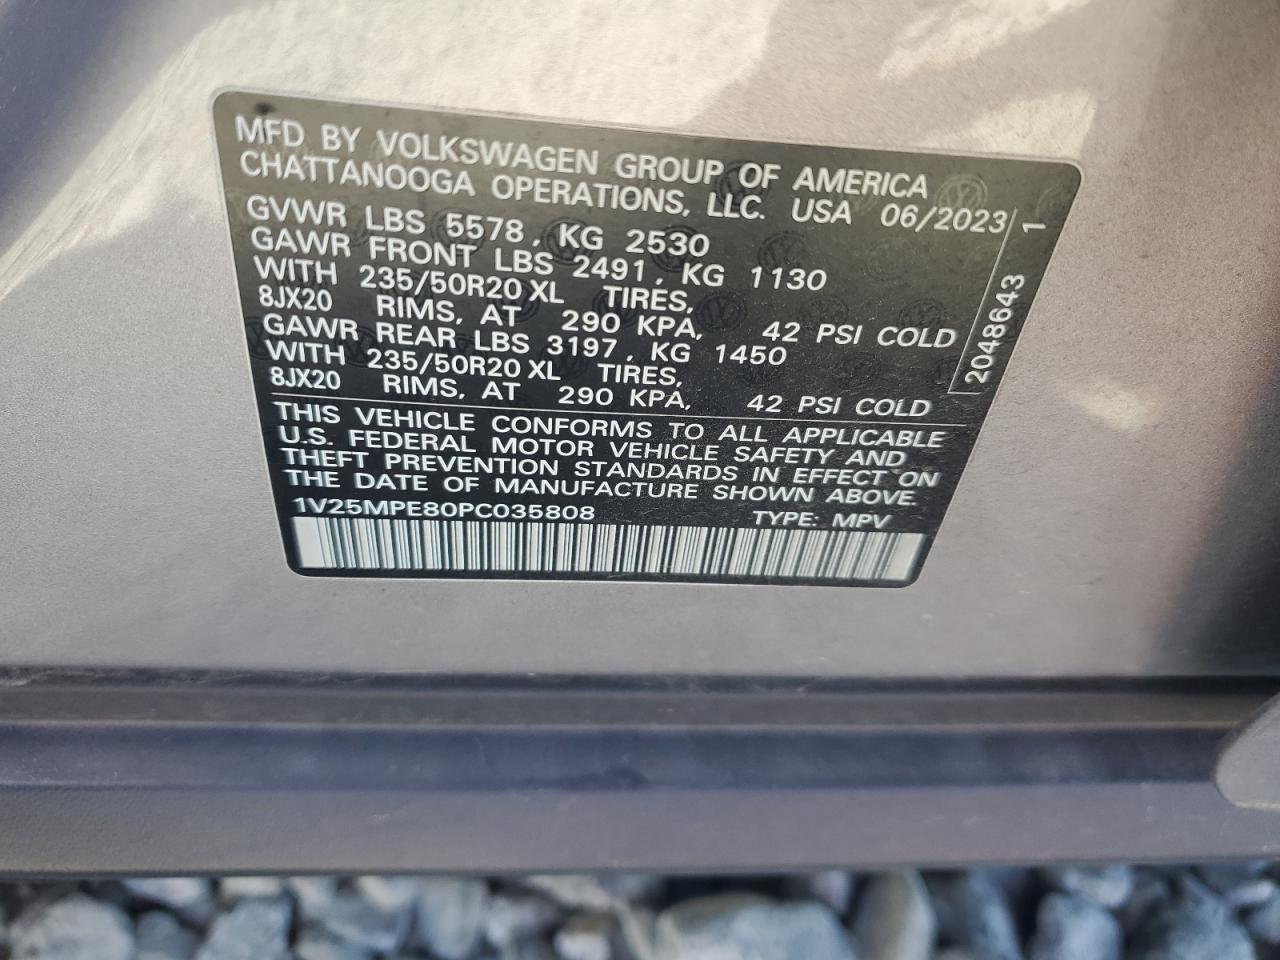 MFD BY VOLKSWAGEN GROUP OF AMERICA
CHATTANOOGA OPERATIONS, LLC. USA 06/2023
GVWR LBS 5578, KG 2530
GAWR FRONT LBS 2491, KG 1130
WITH 235/50R20 XL TIRES,
8JX20 RIMS, AT 290 KPA, 42 PSI COLD
GAWR REAR LBS 3197, KG 1450
WITH 235/50R20 XL TIRES,
8JX20 RIMS, AT 290 KPA, 42 PSI COLD
2048643 1
THIS VEHICLE CONFORMS TO ALL APPLICABLE
U.S. FEDERAL MOTOR VEHICLE SAFETY AND
THEFT PREVENTION STANDARDS IN EFFECT ON
THE DATE OF MANUFACTURE SHOWN ABOVE.
1V25MPE80PC035808 TYPE: MPV